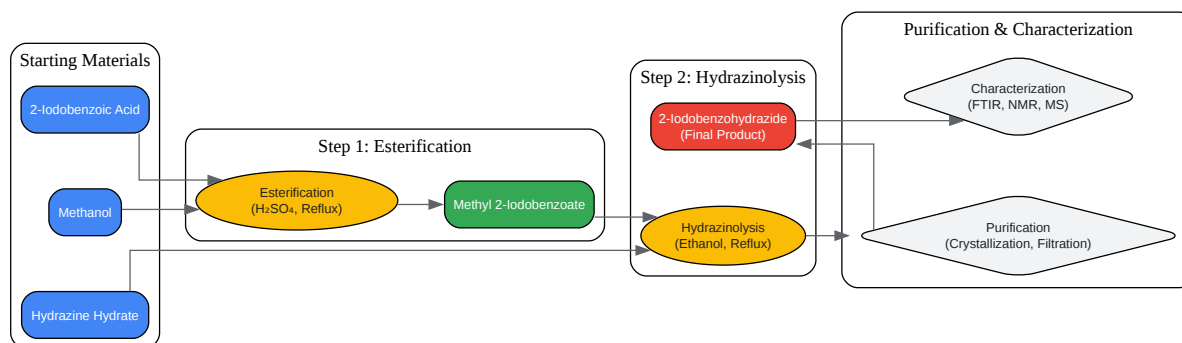 Starting Materials
2-Iodobenzoic Acid
Methanol
Hydrazine Hydrate
Step 1: Esterification
Esterification
(H₂SO₄, Reflux)
Methyl 2-Iodobenzoate
Step 2: Hydrazinolysis
2-Iodobenzohydrazide
(Final Product)
Hydrazinolysis
(Ethanol, Reflux)
Purification & Characterization
Characterization
(FTIR, NMR, MS)
Purification
(Crystallization, Filtration)